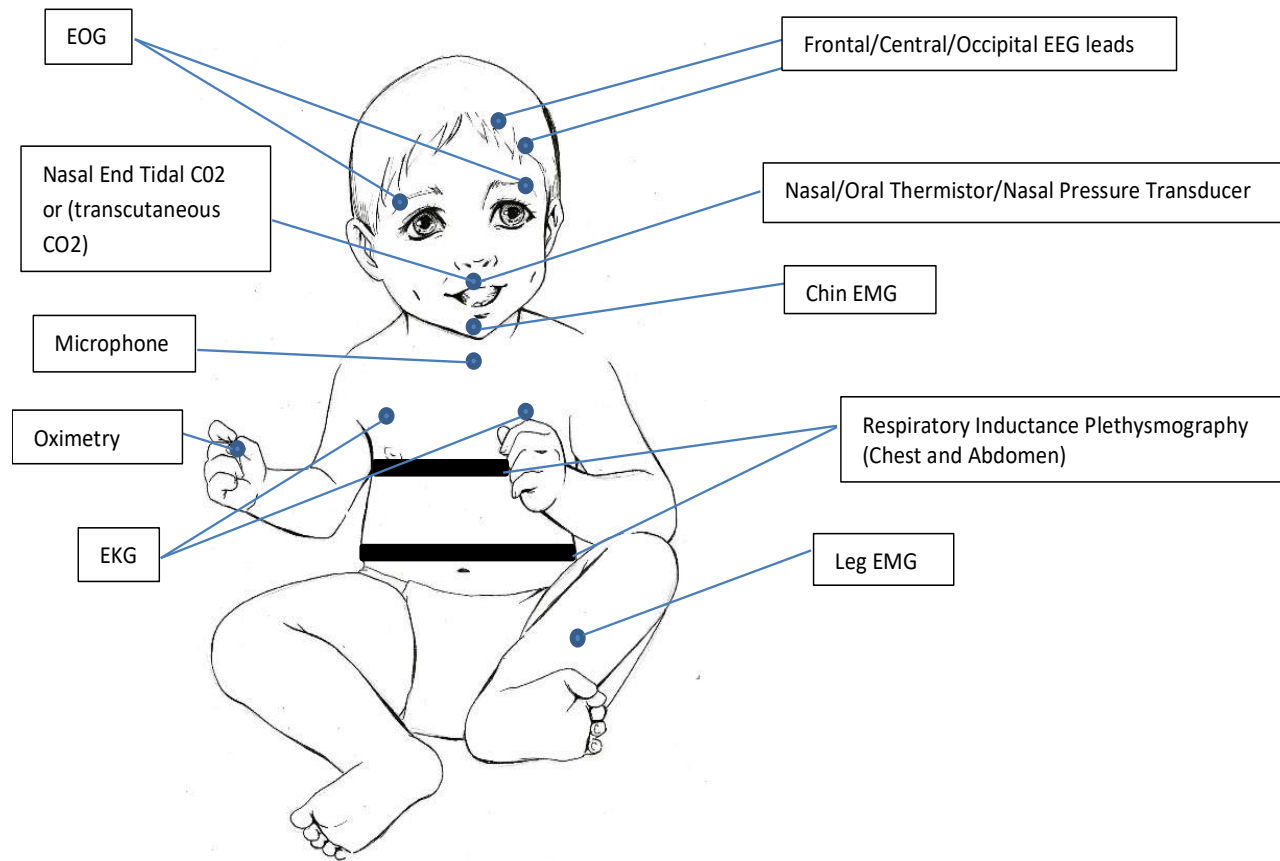 EOG
Frontal/Central/Occipital EEG leads
Nasal End Tidal C02
or (transcutaneous
CO2)
Nasal/Oral Thermistor/Nasal Pressure Transducer
Chin EMG
Microphone
Oximetry
Respiratory Inductance Plethysmography
(Chest and Abdomen)
EKG
Leg EMG